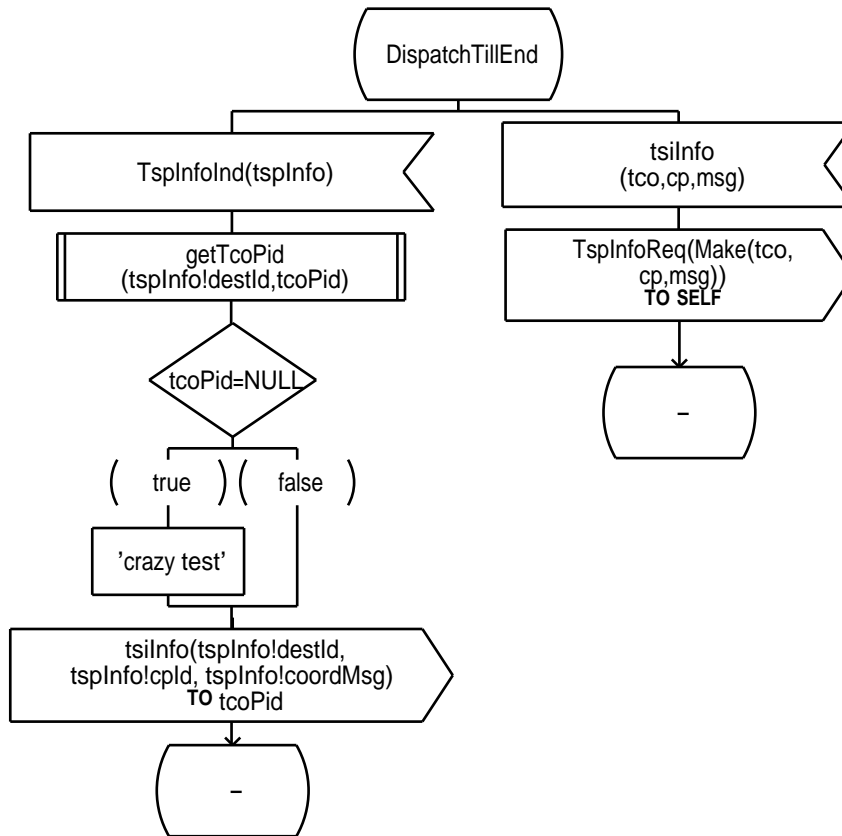 DispatchTillEnd
TspInfoInd(tspInfo)
getTcoPid
(tspInfo!destId,tcoPid)
tcoPid=NULL
( true ) ( false )
’crazy test’
tsiInfo(tspInfo!destId,
tspInfo!cpId, tspInfo!coordMsg)
TO tcoPid
–
tsiInfo
(tco,cp,msg)
TspInfoReq(Make(tco,
cp,msg))
TO SELF
–